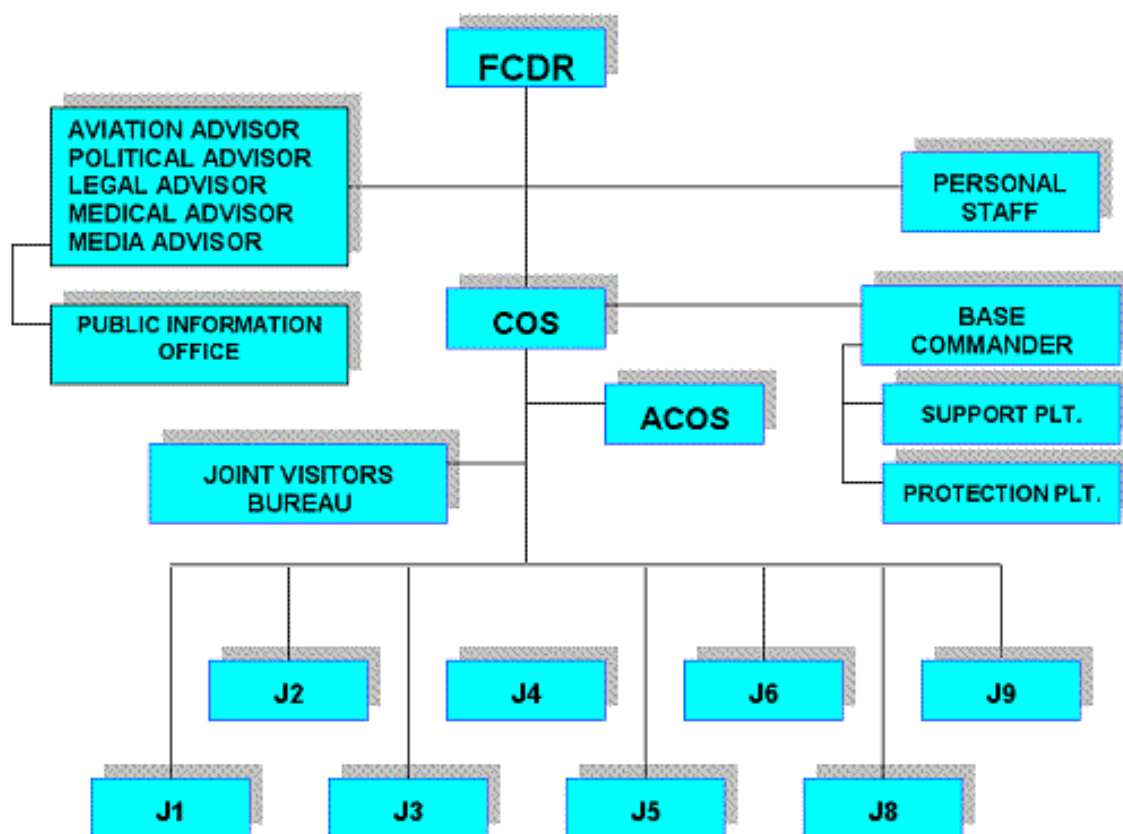 FCDR
AVIATION ADVISOR
POLITICAL ADVISOR
LEGAL ADVISOR
MEDICAL ADVISOR
MEDIA ADVISOR
PERSONAL
STAFF
PUBLIC INFORMATION
OFFICE
COS
BASE
COMMANDER
ACOS
SUPPORT PLT.
JOINT VISITORS
BUREAU
PROTECTION PLT.
J2
J4
J6
J9
J1
J3
J5
J8